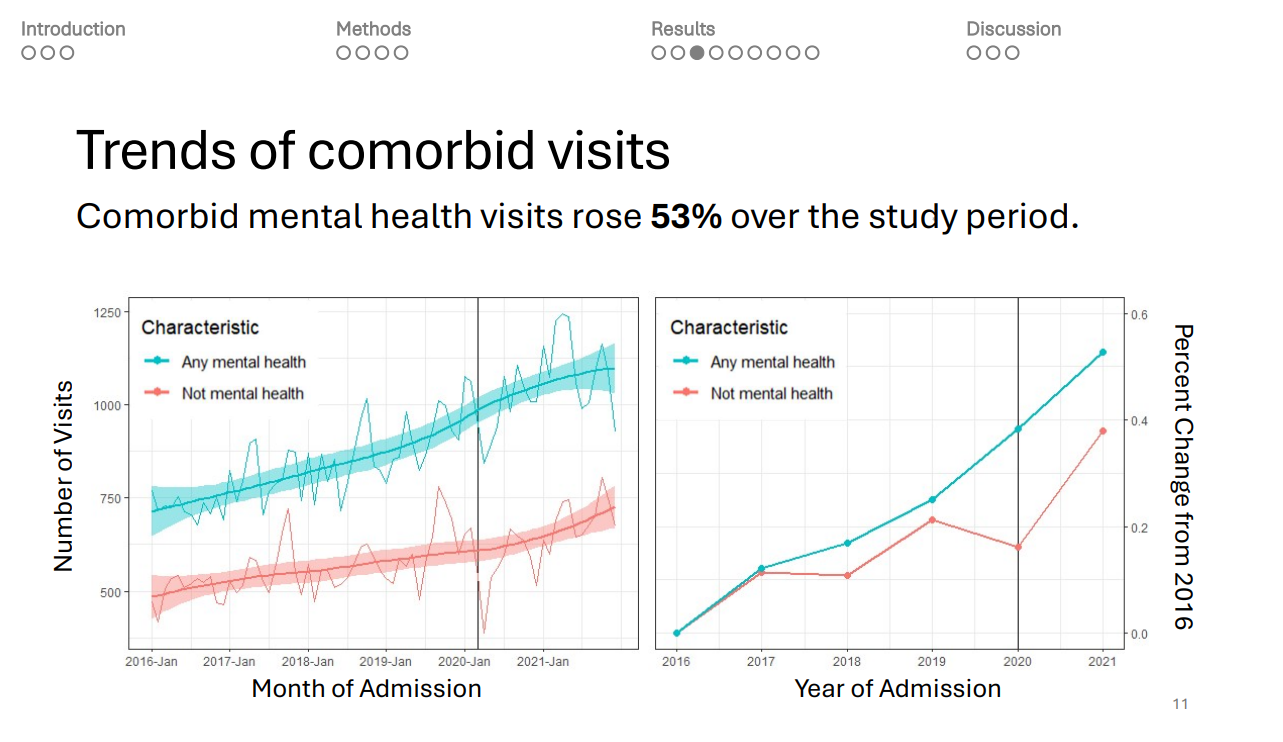 Introduction
Methods
Results
Discussion
Trends of comorbid visits
Comorbid mental health visits rose 53% over the study period.
Number of Visits
1250
1000
750
500
Characteristic
Any mental health
Not mental health
2016-Jan
2017-Jan
2018-Jan
2019-Jan
2020-Jan
2021-Jan
Month of Admission
Characteristic
Any mental health
Not mental health
2016
2017
2018
2019
2020
2021
Year of Admission
0.6
0.4
0.2
0.0
Percent Change from 2016
11